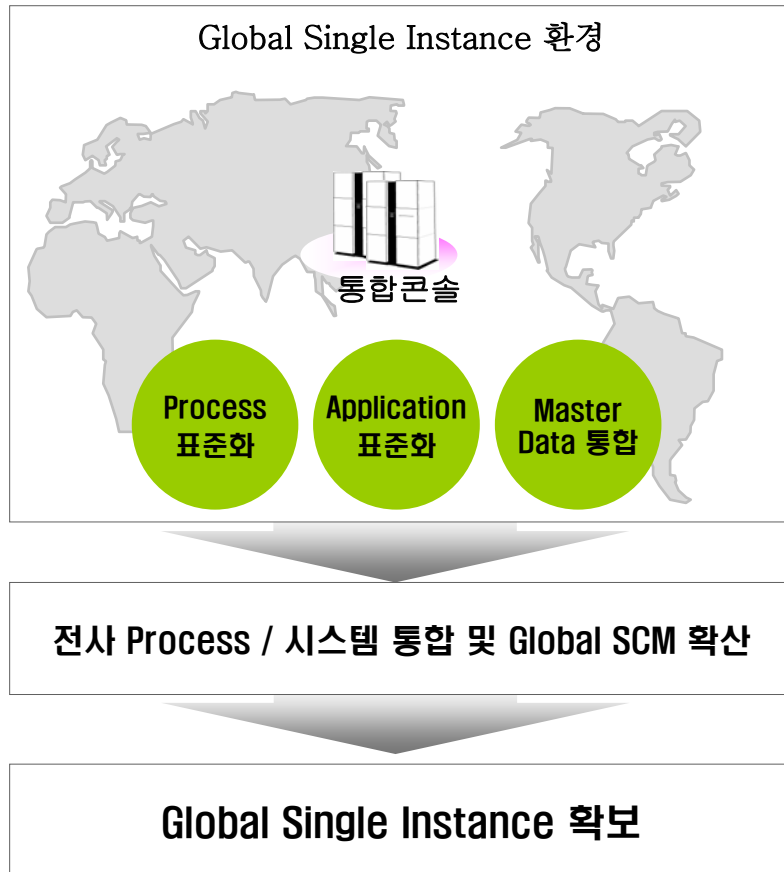 Global Single Instance 환경
통합콘솔
Process
표준화
Application
표준화
Master
Data 통합
전사 Process / 시스템 통합 및 Global SCM 확산
Global Single Instance 확보